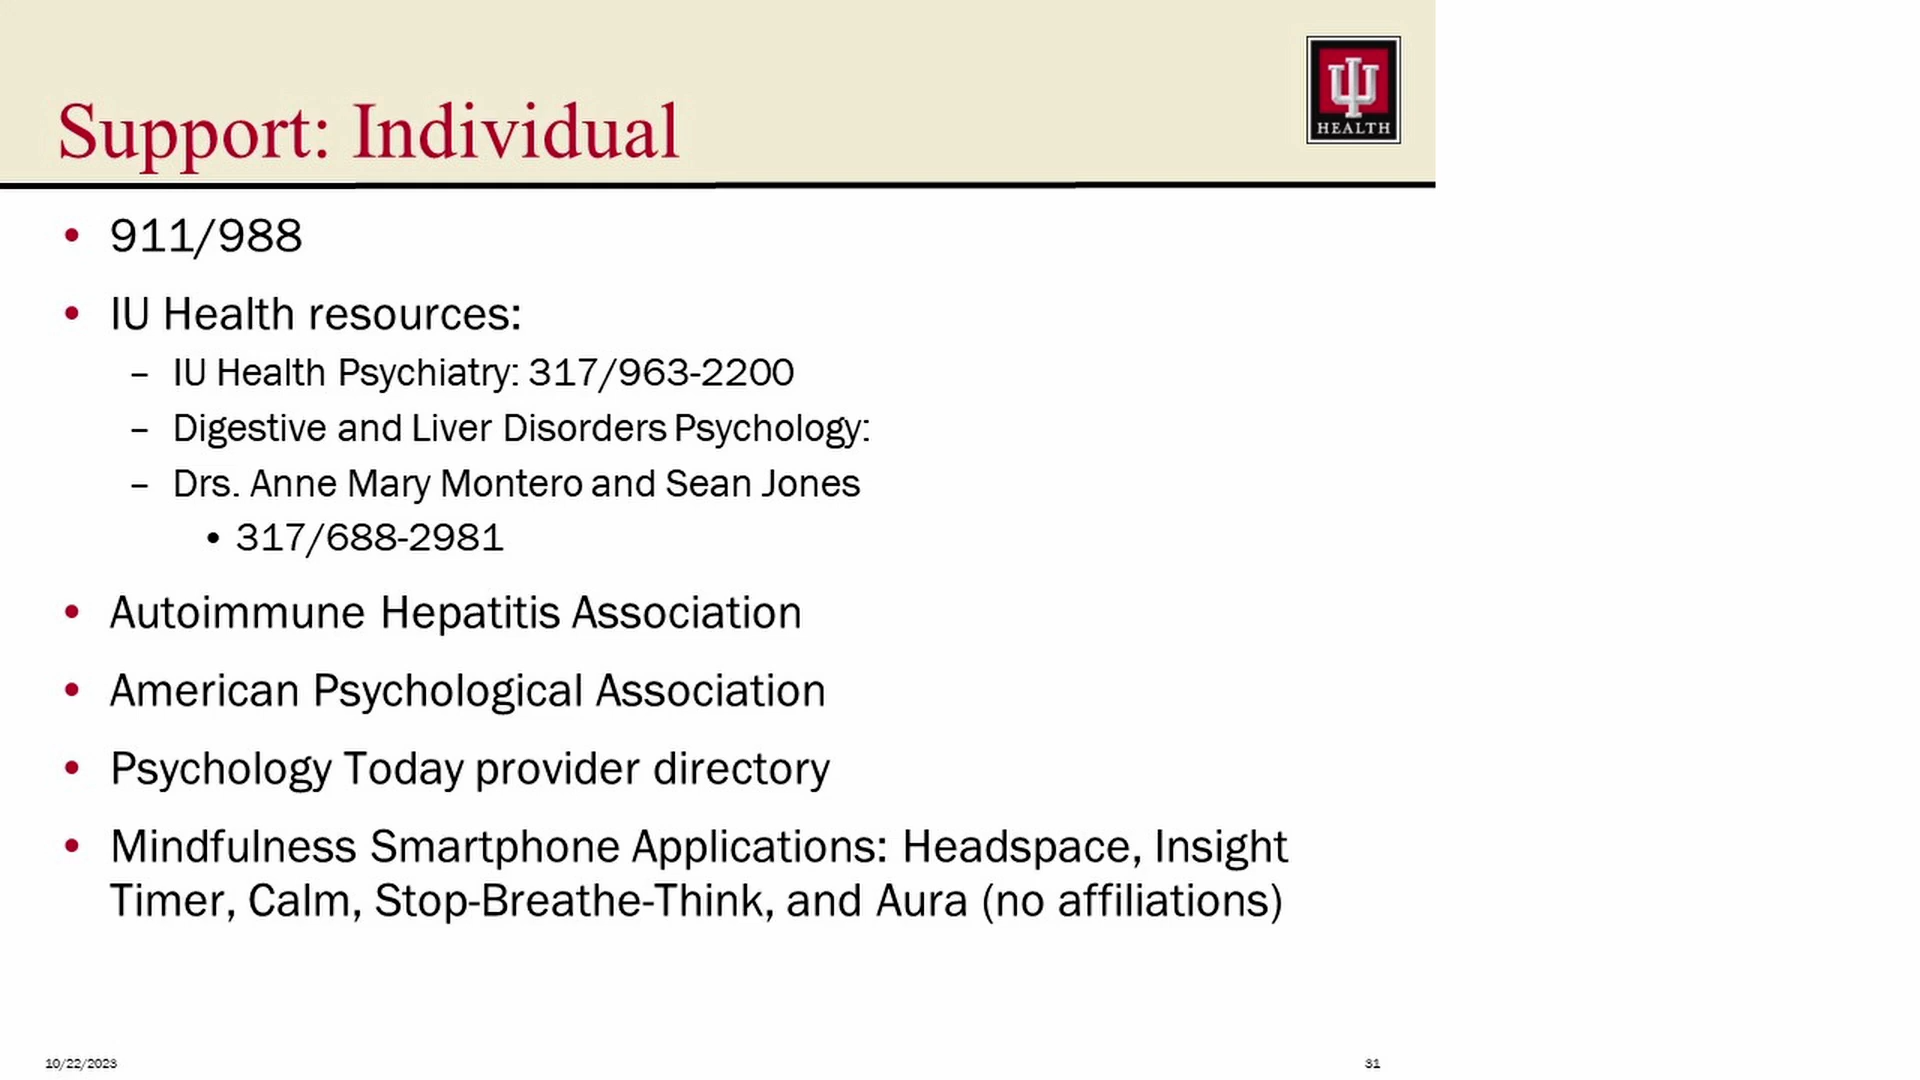 Support: Individual
HEALTH
• 911/988
• IU Health resources:
– IU Health Psychiatry: 317/963-2200
– Digestive and Liver Disorders Psychology:
– Drs. Anne Mary Montero and Sean Jones
• 317/688-2981
• Autoimmune Hepatitis Association
• American Psychological Association
• Psychology Today provider directory
• Mindfulness Smartphone Applications: Headspace, Insight
Timer, Calm, Stop-Breathe-Think, and Aura (no affiliations)
10/22/2023
31